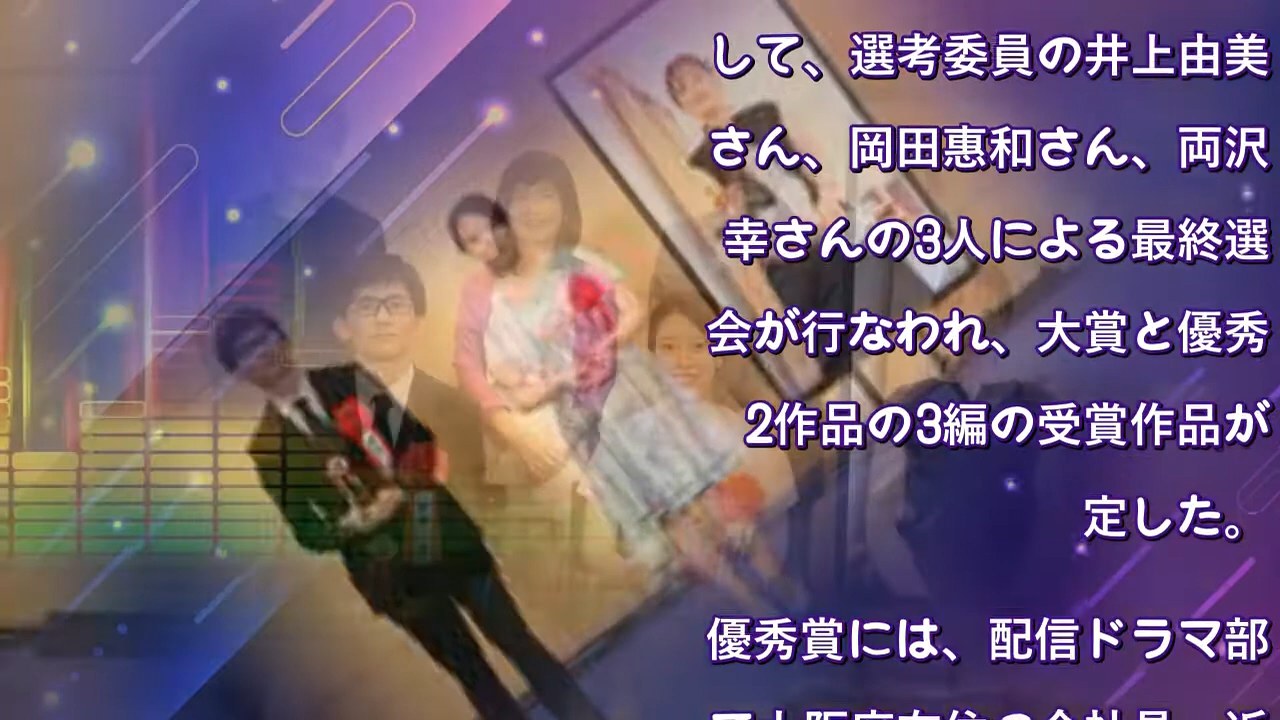 して、選考委員の井上由美
さん、岡田惠和さん、両沢
幸さんの3人による最終選
会が行なわれ、大賞と優秀
2作品の3編の受賞作品が
定した。
優秀賞には、配信ドラマ部